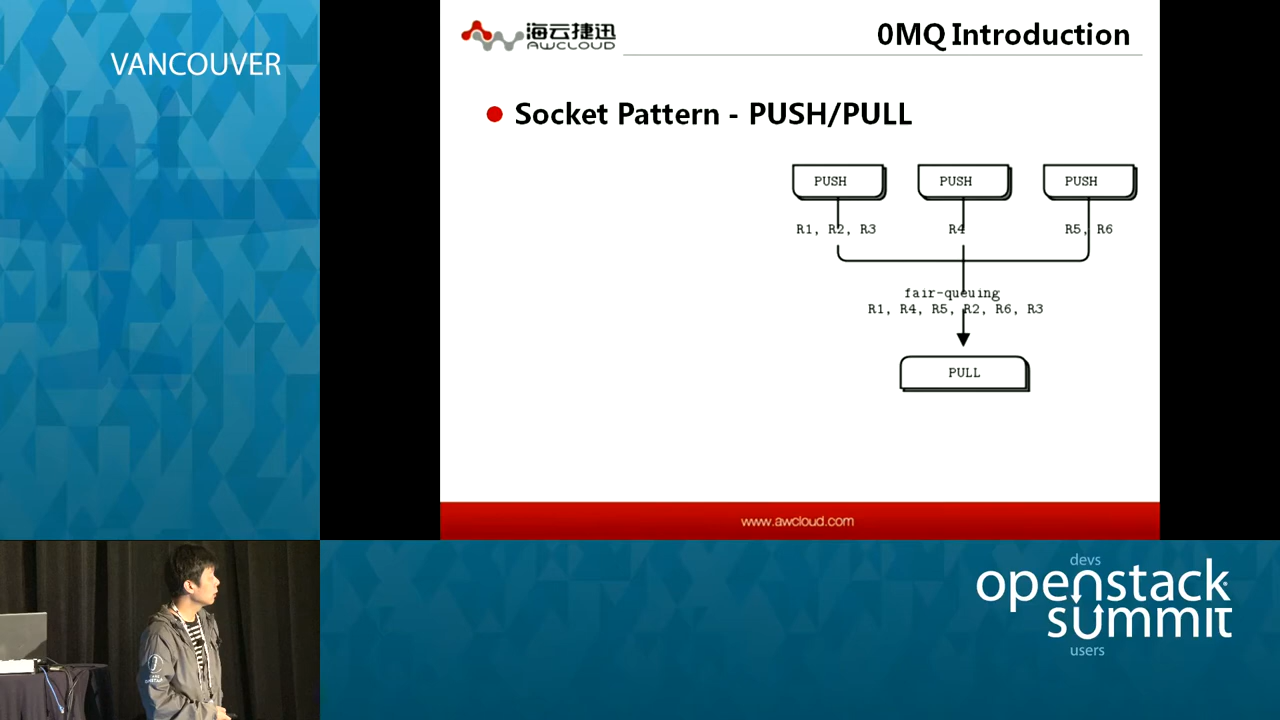 VANCOUVER
海云捷迅
AWCLOUD
0MQ Introduction
Socket Pattern - PUSH/PULL
PUSH PUSH PUSH
R1, R2, R3 R4 R5, R6
fair-queuing
R1, R4, R5, R2, R6, R3
PULL
www.awcloud.com
devs
openstack
summit
users